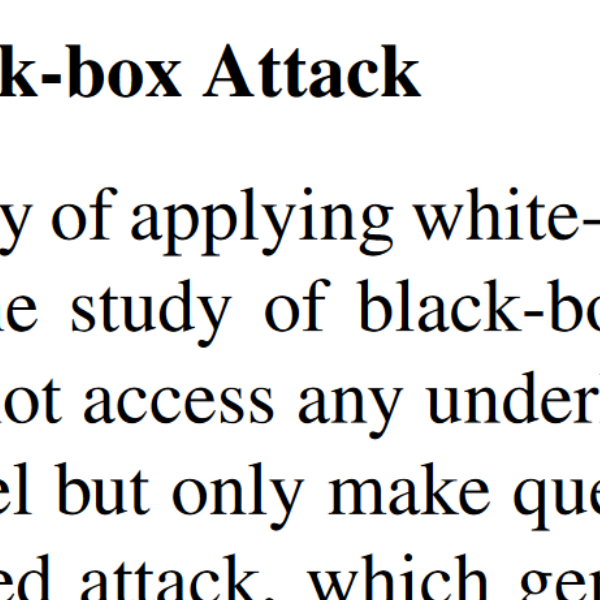 k-box Attack
y of applying white-
e study of black-bo
ot access any under
el but only make que
ed attack, which gen